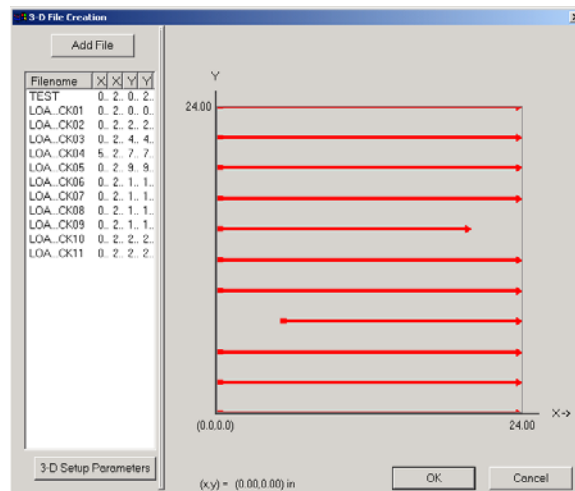 3-D File Creation
Add File
Filename X X Y Y
TEST 0.. 2.. 0.. 2..
LOA...CK01 0.. 2.. 0.. 0..
LOA...CK02 0.. 2.. 2.. 2..
LOA...CK03 0.. 2.. 4.. 4..
LOA...CK04 5.. 2.. 7.. 7..
LOA...CK05 0.. 2.. 9.. 9..
LOA...CK06 0.. 2.. 1.. 1..
LOA...CK07 0.. 2.. 1.. 1..
LOA...CK08 0.. 2.. 1.. 1..
LOA...CK09 0.. 2.. 1.. 1..
LOA...CK10 0.. 2.. 2.. 2..
LOA...CK11 0.. 2.. 2.. 2..
3-D Setup Parameters
Y
24.00
(0.0,0.0)
24.00
X->
(x,y) = (0.00,0.00) in
OK
Cancel